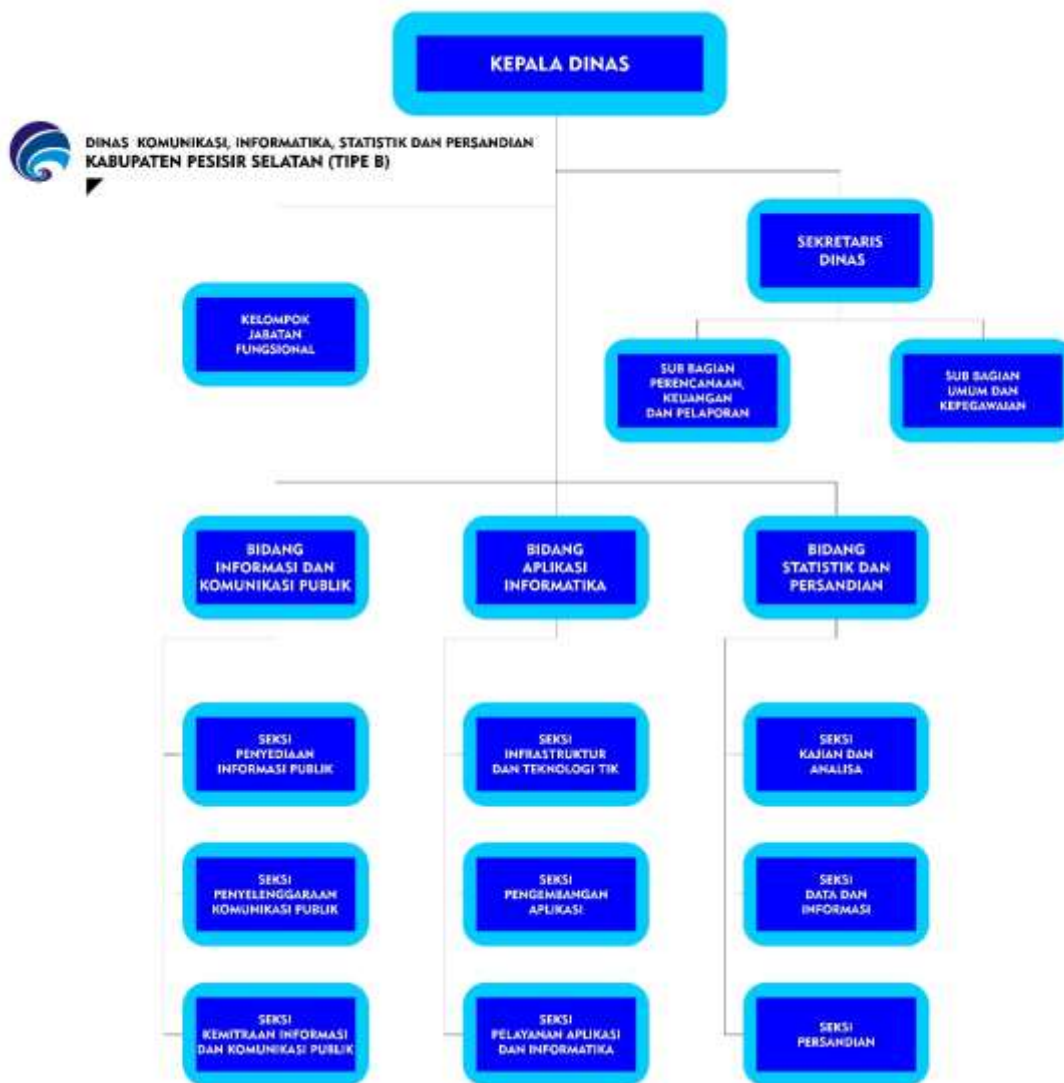 KEPALA DINAS
DINAS KOMUNIKASI, INFORMATIKA, STATISTIK DAN PERSANDIAN
KABUPATEN PESISIR SELATAN (TIPE B)
SEKRETARIS
DINAS
KELOMPOK
JABATAN
FUNGSIONAL
SUB BAGIAN
PERENCANAAN,
KEUANGAN
DAN PELAPORAN
SUB BAGIAN
UMUM DAN
KEPEGAWAIAN
BIDANG
INFORMASI DAN
KOMUNIKASI PUBLIK
BIDANG
APLIKASI
INFORMATIKA
BIDANG
STATISTIK DAN
PERSANDIAN
SEKSI
PENYEDIAAN
INFORMASI PUBLIK
SEKSI
INFRASTRUKTUR
DAN TEKNOLOGI TIK
SEKSI
KAJIAN DAN
ANALISA
SEKSI
PENYELENGGARAAN
KOMUNIKASI PUBLIK
SEKSI
PENGEMBANGAN
APLIKASI
SEKSI
DATA DAN
INFORMASI
SEKSI
KEMITRAAN INFORMASI
DAN KOMUNIKASI PUBLIK
SEKSI
PELAYANAN APLIKASI
DAN INFORMATIKA
SEKSI
PERSANDIAN